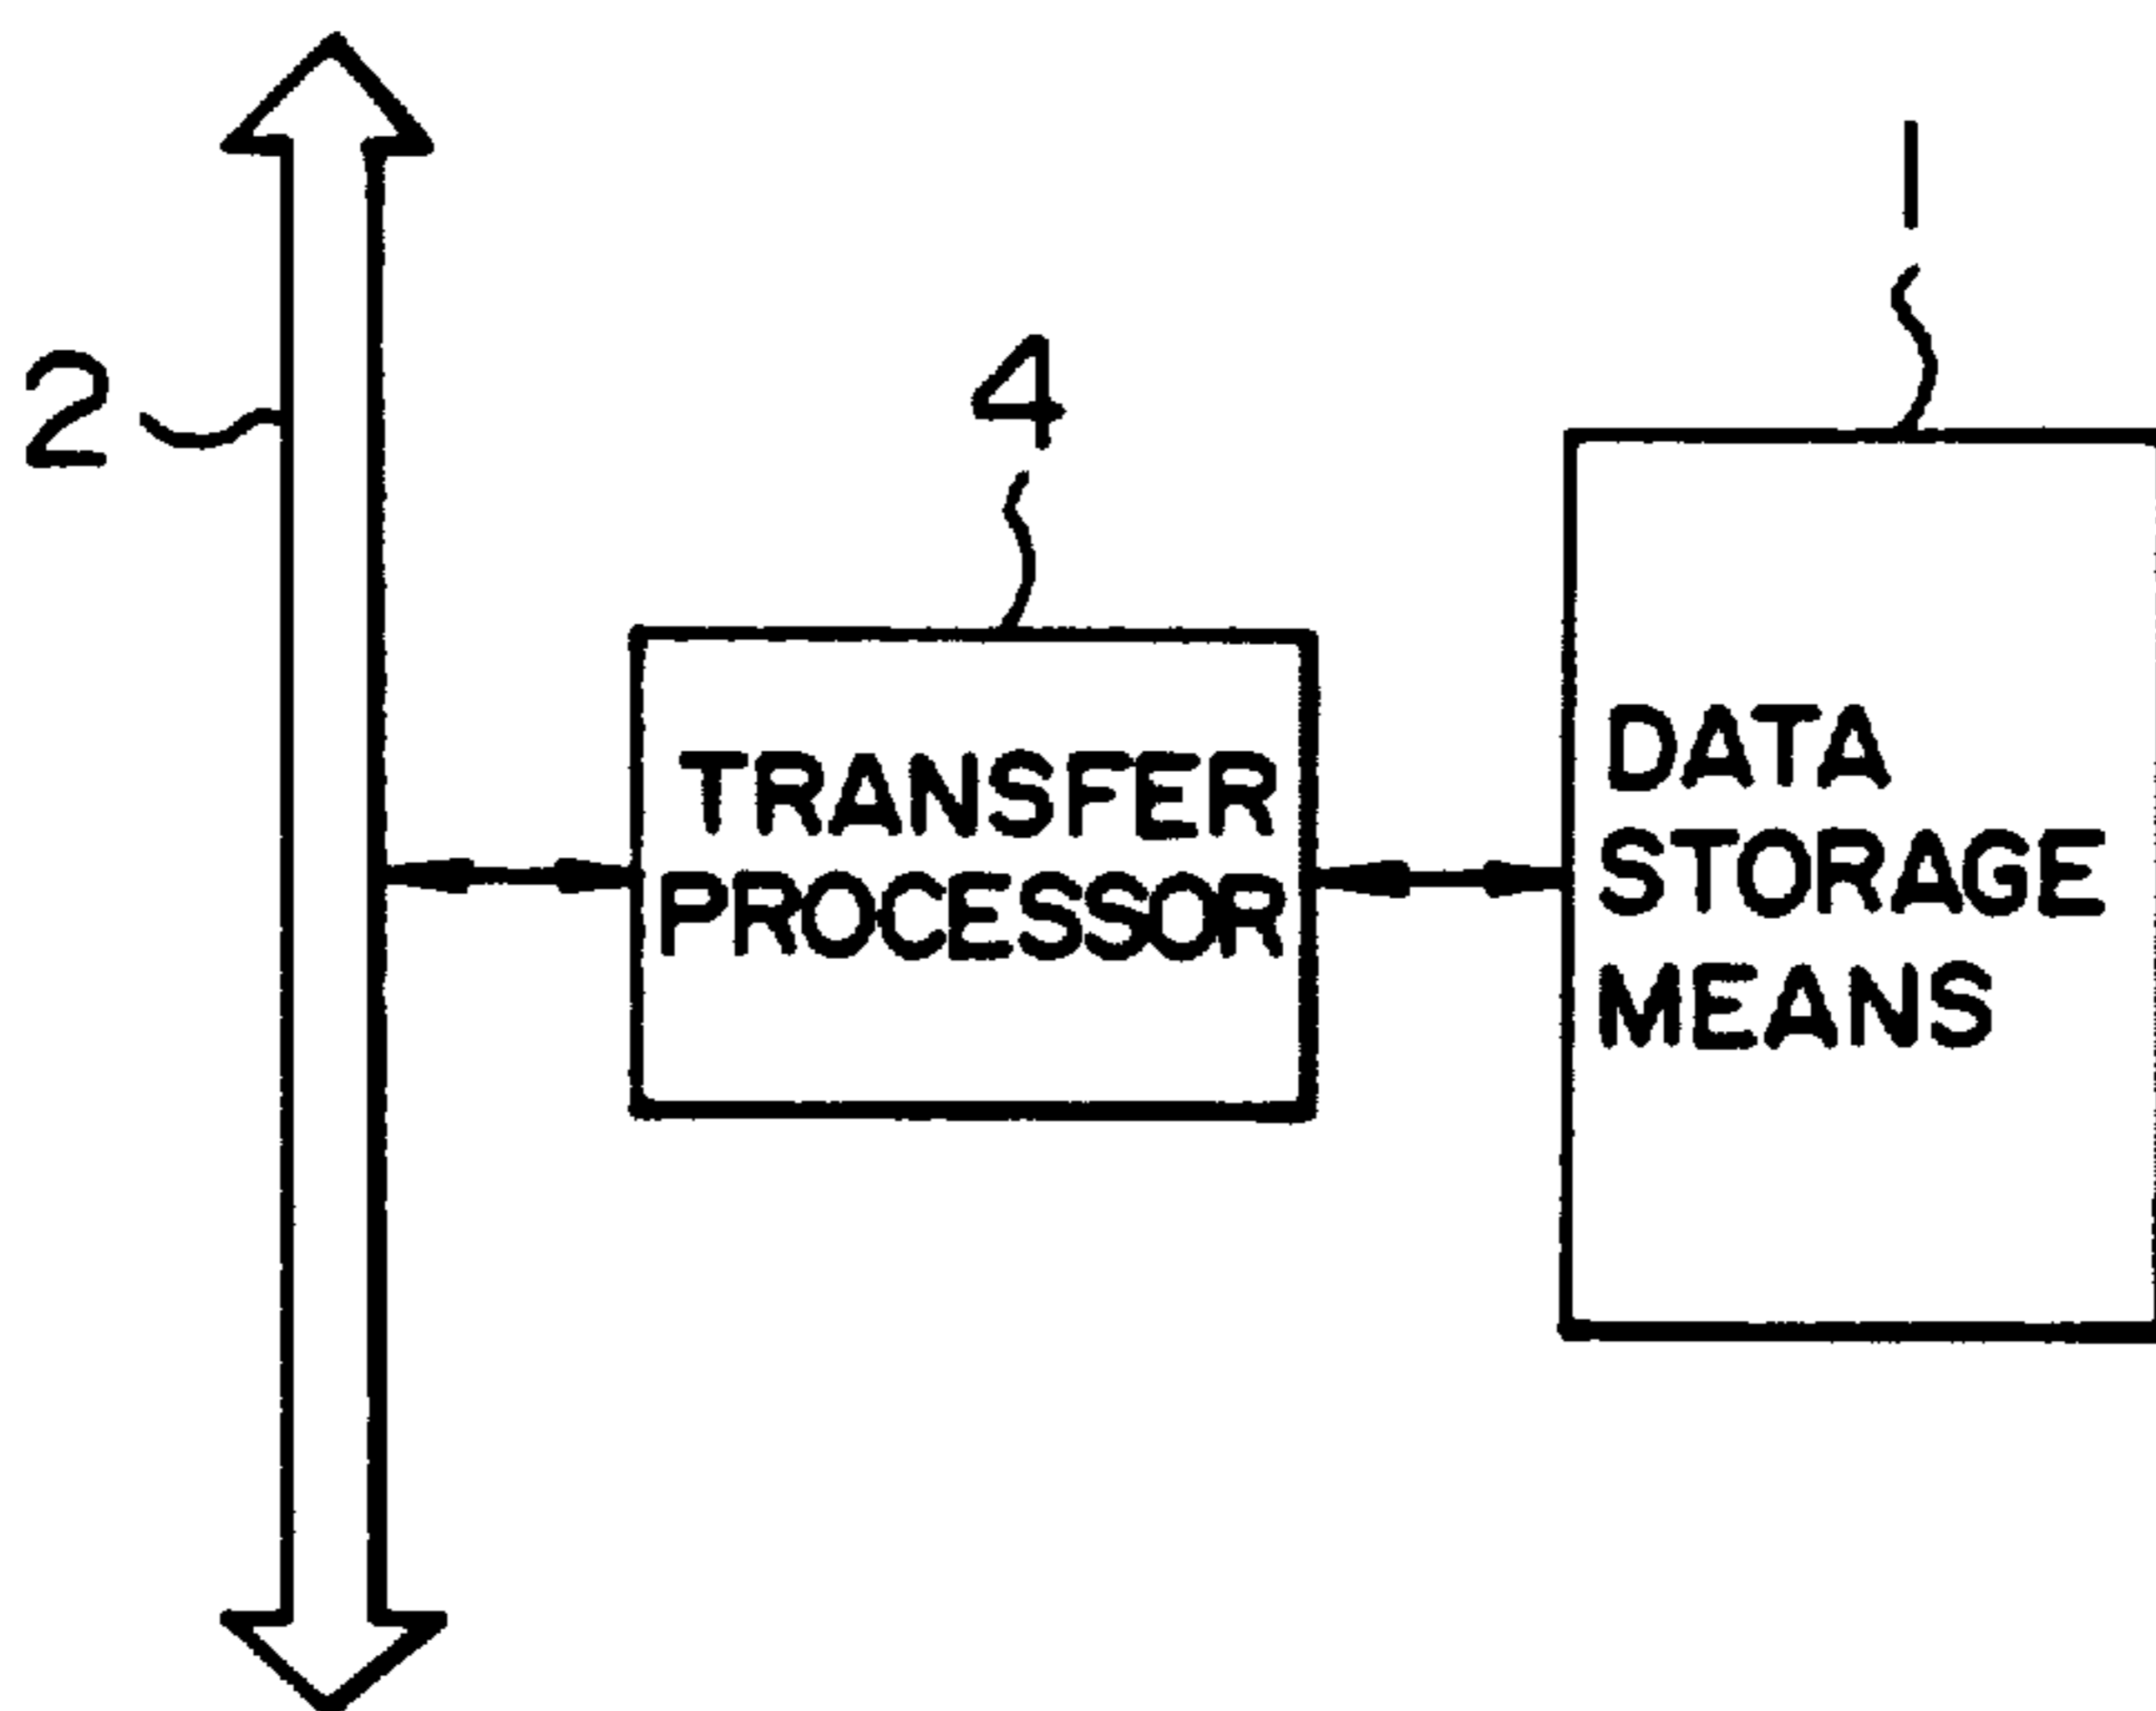 1
2
4
TRANSFER
PROCESSOR
DATA
STORAGE
MEANS